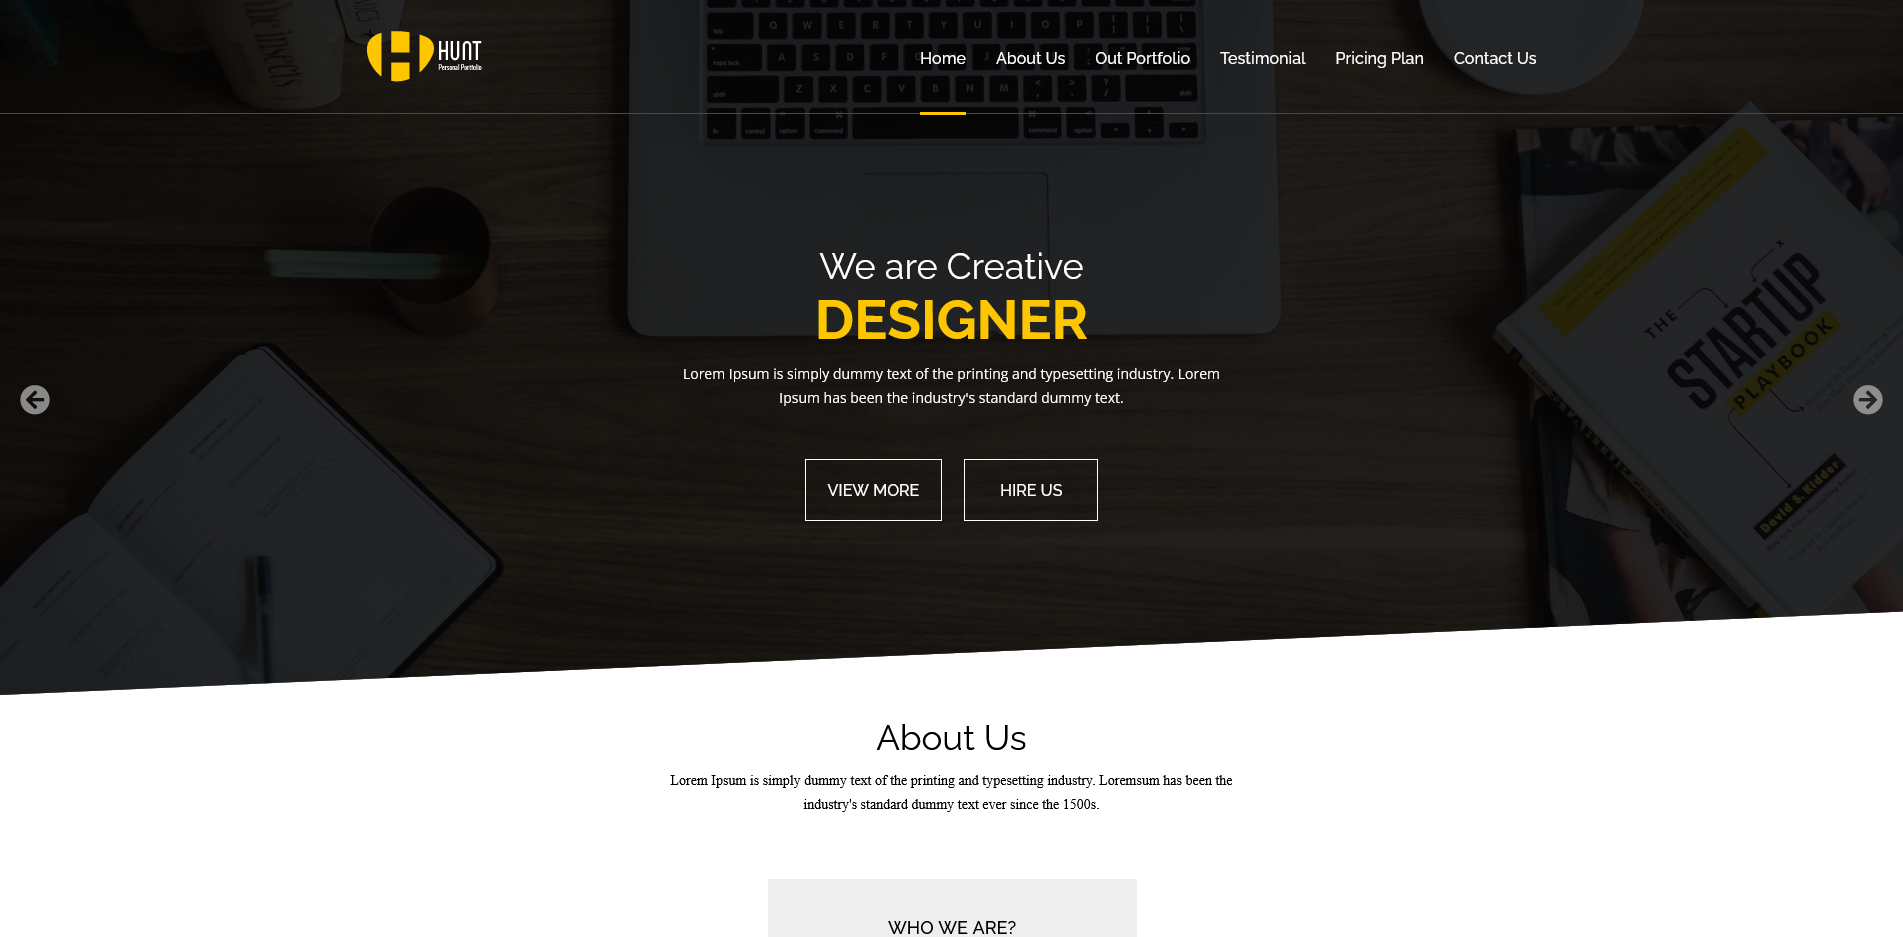 HUNT
Personal Portfolio
Home
About Us
Out Portfolio
Testimonial
Pricing Plan
Contact Us
We are Creative
DESIGNER
Lorem Ipsum is simply dummy text of the printing and typesetting industry. Lorem
Ipsum has been the industry's standard dummy text.
VIEW MORE
HIRE US
THE
STARTUP
PLAYBOOK
David S. Kidder
About Us
Lorem Ipsum is simply dummy text of the printing and typesetting industry. Loremsum has been the
industry's standard dummy text ever since the 1500s.
WHO WE ARE?